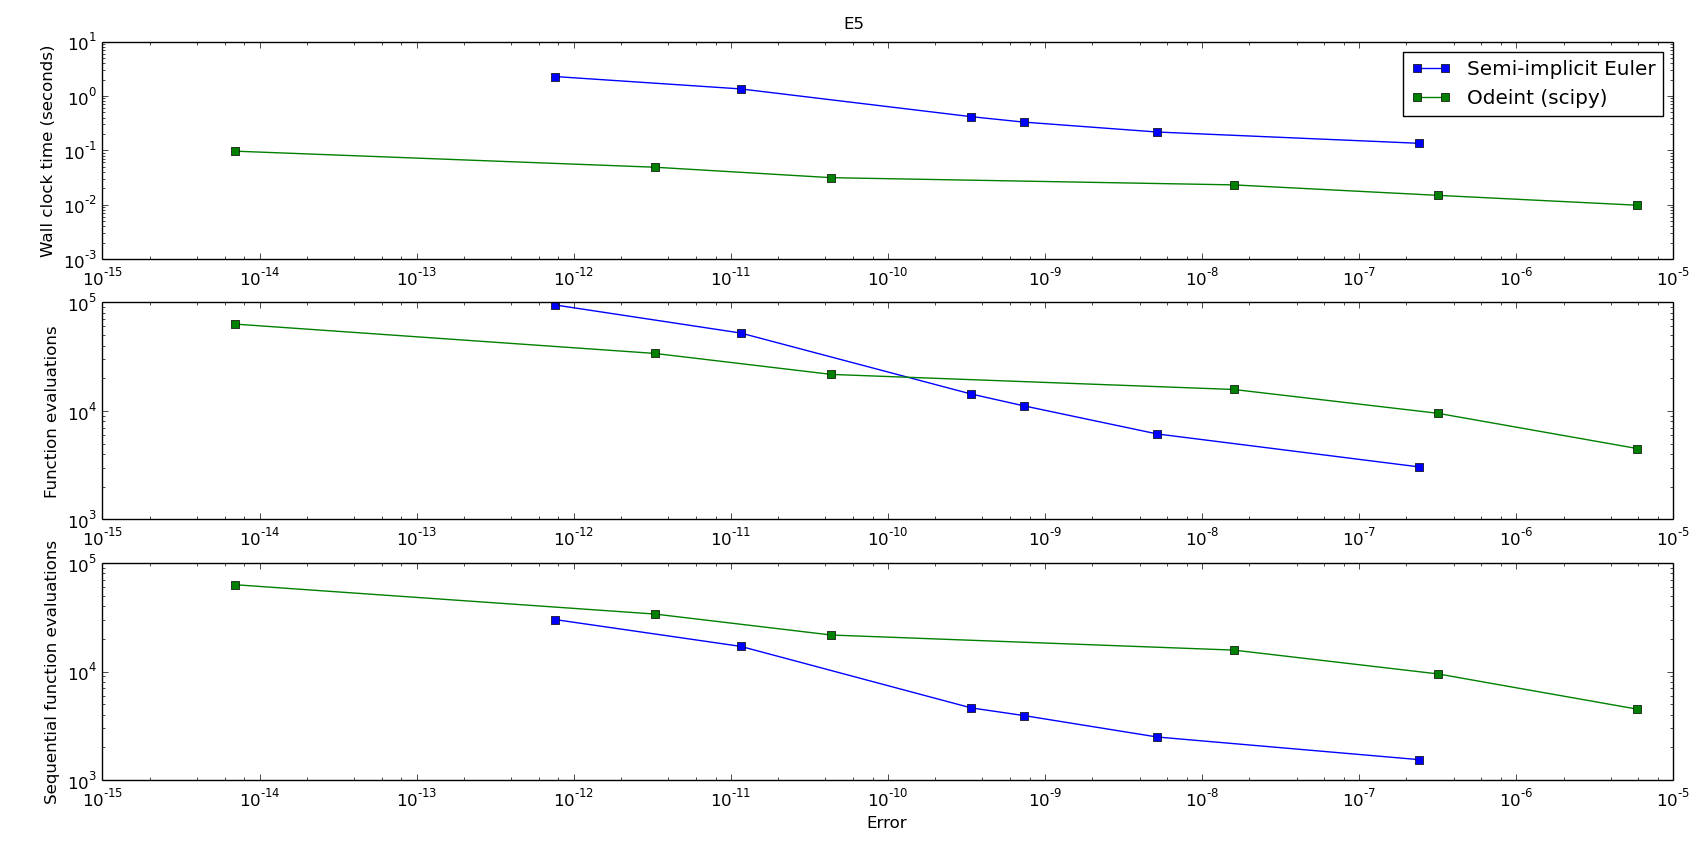 E5
Wall clock time (seconds)
10^1
10^0
10^-1
10^-2
10^-3
Semi-implicit Euler
Odeint (scipy)
10^-15 10^-14 10^-13 10^-12 10^-11 10^-10 10^-9 10^-8 10^-7 10^-6 10^-5
Function evaluations
10^5
10^4
10^3
10^-15 10^-14 10^-13 10^-12 10^-11 10^-10 10^-9 10^-8 10^-7 10^-6 10^-5
Sequential function evaluations
10^5
10^4
10^3
10^-15 10^-14 10^-13 10^-12 10^-11 10^-10 10^-9 10^-8 10^-7 10^-6 10^-5
Error